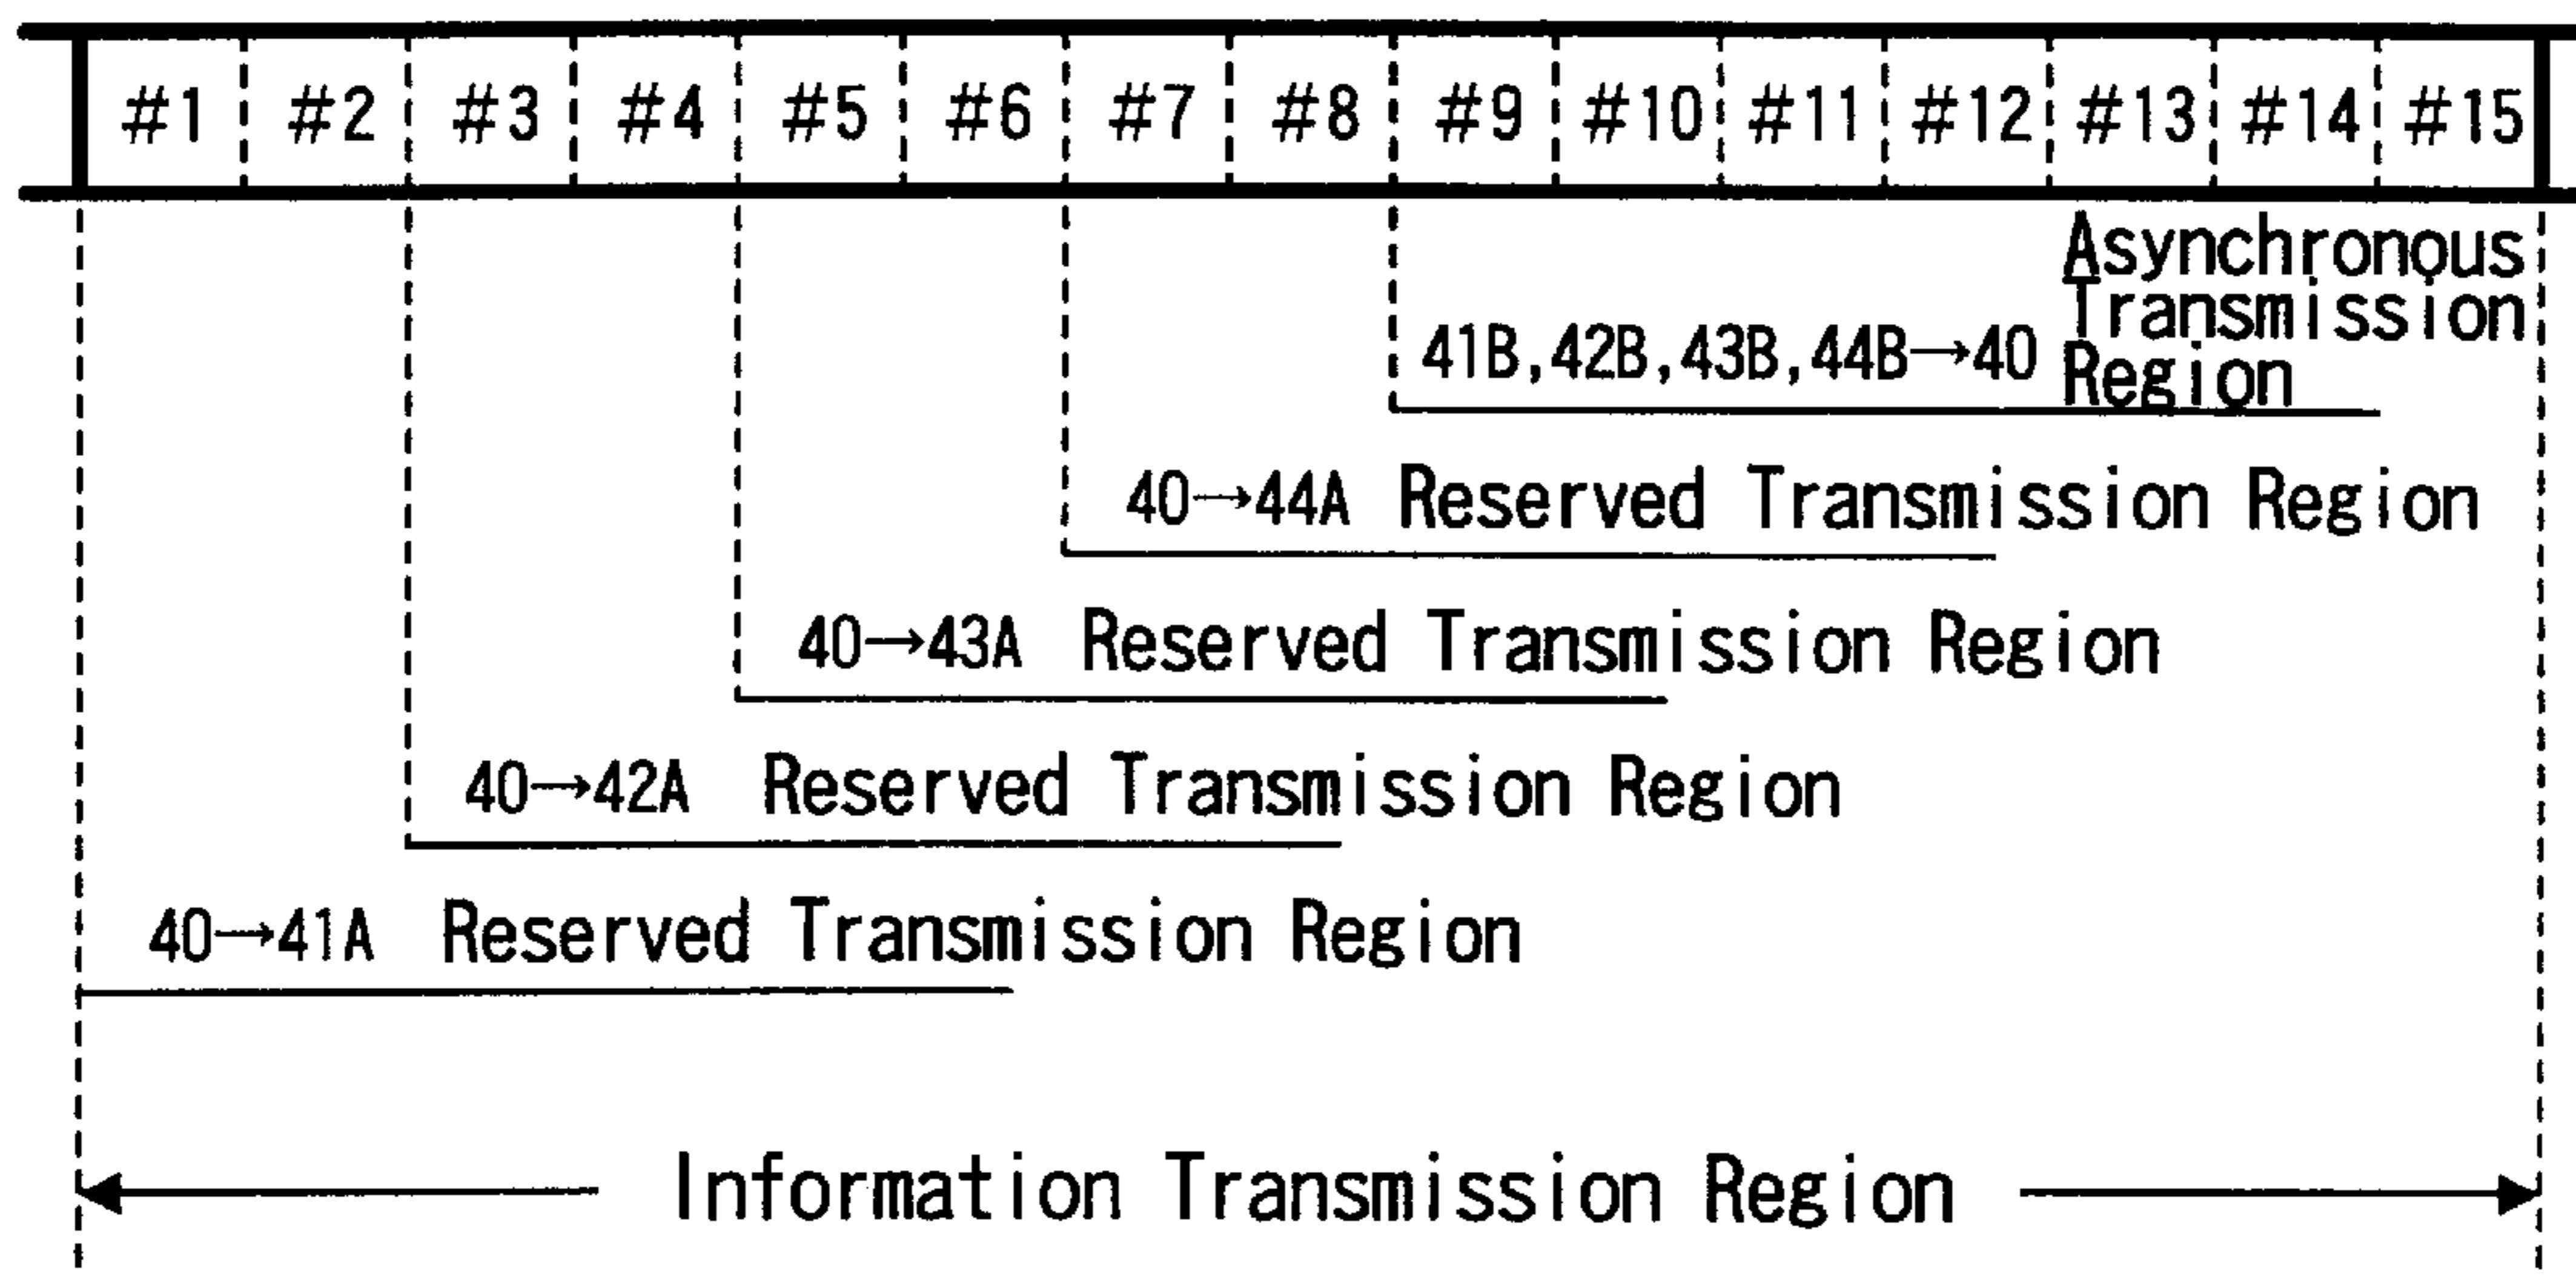 #1 #2 #3 #4 #5 #6 #7 #8 #9 #10 #11 #12 #13 #14 #15
Asynchronous
Transmission
41B,42B,43B,44B→40 Region
40→44A Reserved Transmission Region
40→43A Reserved Transmission Region
40→42A Reserved Transmission Region
40→41A Reserved Transmission Region
Information Transmission Region